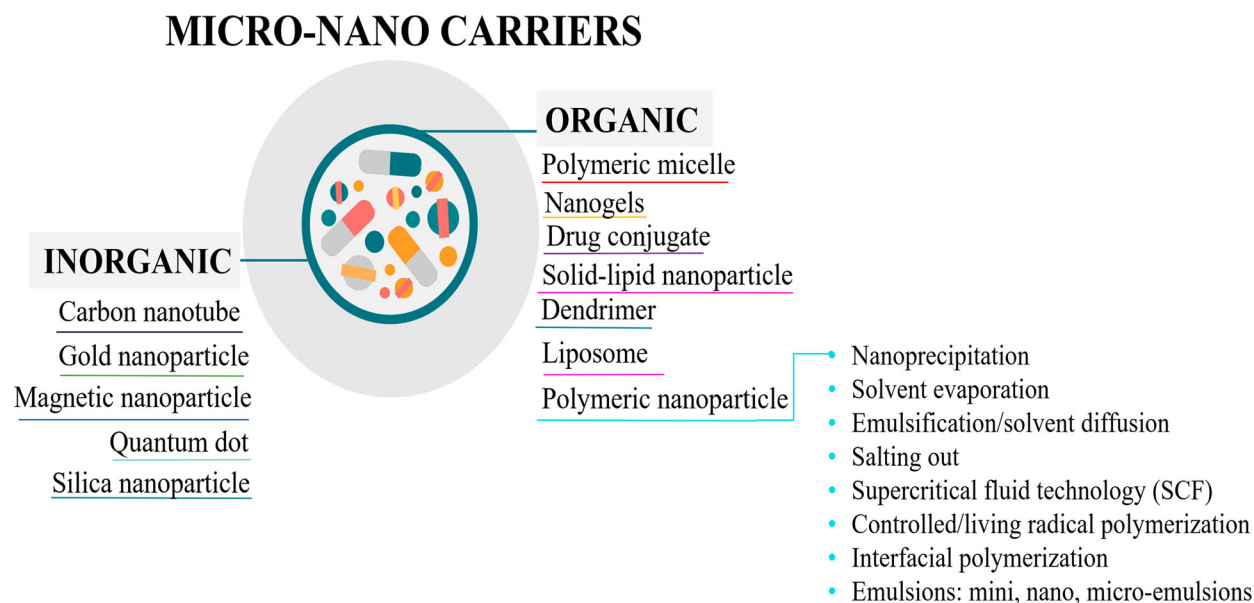 MICRO-NANO CARRIERS
ORGANIC
Polymeric micelle
Nanogels
Drug conjugate
Solid-lipid nanoparticle
Dendrimer
Liposome
Polymeric nanoparticle
INORGANIC
Carbon nanotube
Gold nanoparticle
Magnetic nanoparticle
Quantum dot
Silica nanoparticle
• Nanoprecipitation
• Solvent evaporation
• Emulsification/solvent diffusion
• Salting out
• Supercritical fluid technology (SCF)
• Controlled/living radical polymerization
• Interfacial polymerization
• Emulsions: mini, nano, micro-emulsions